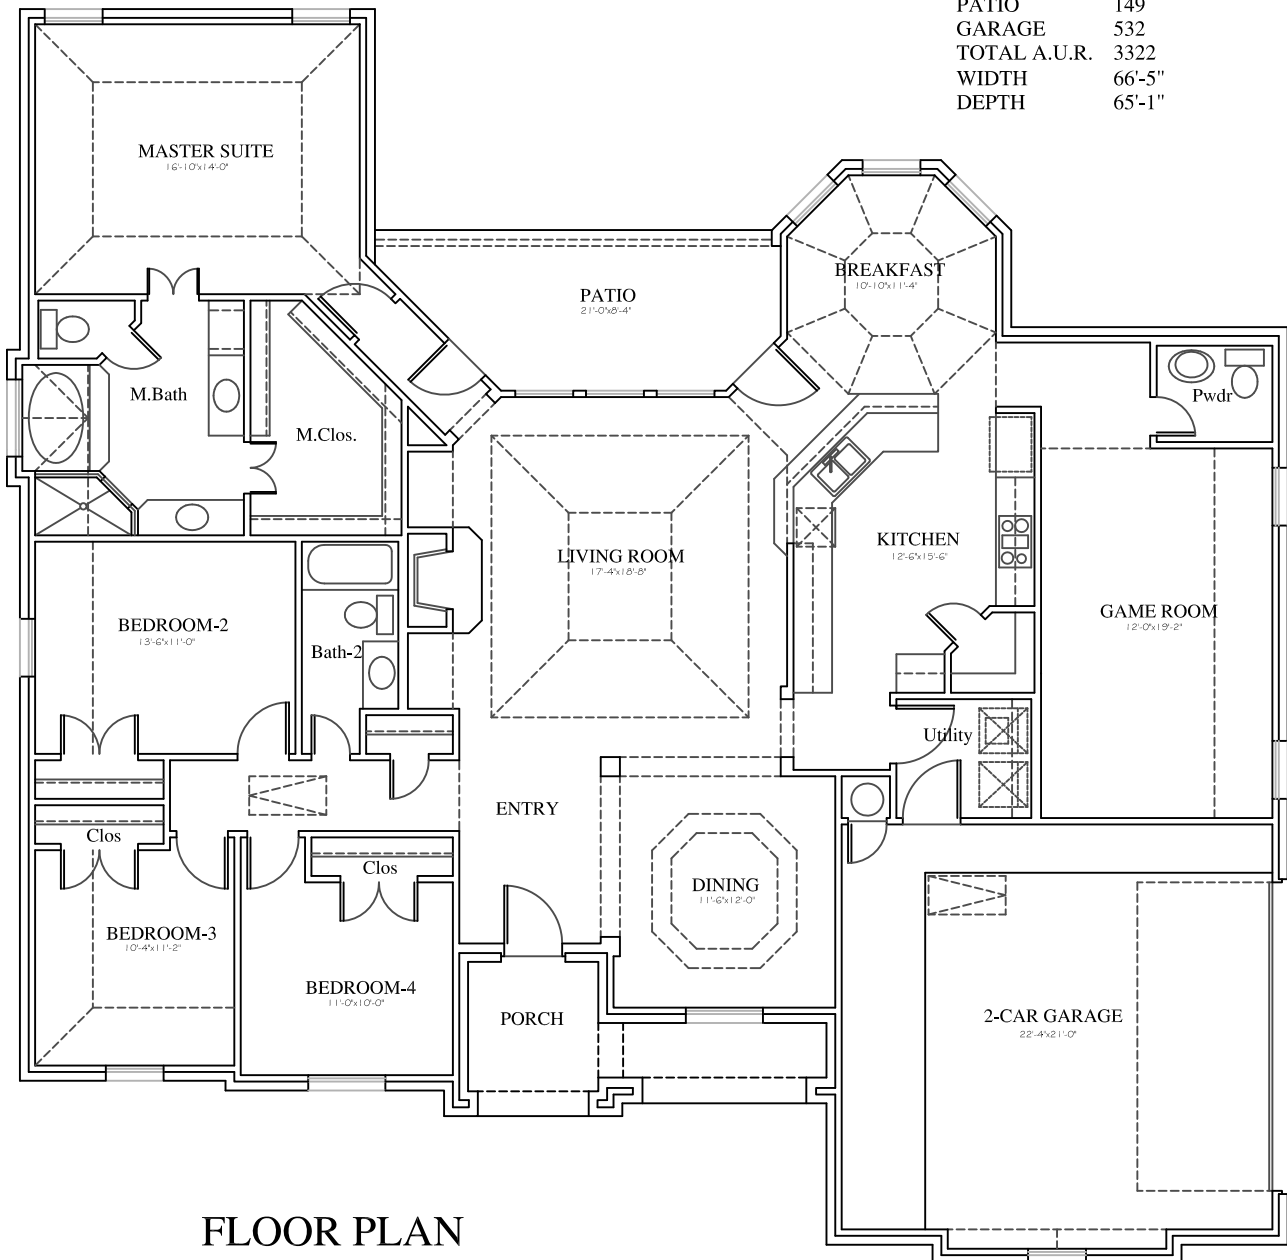 PATIO 149
GARAGE 532
TOTAL A.U.R. 3322
WIDTH 66'-5"
DEPTH 65'-1"
MASTER SUITE
16'-10"x14'-0"
BREAKFAST
10'-10"x11'-4"
PATIO
21'-0"x8'-4"
M.Bath
Pwdr
M.Clos.
KITCHEN
12'-6"x15'-6"
LIVING ROOM
17'-4"x18'-8"
GAME ROOM
12'-0"x19'-2"
BEDROOM-2
13'-6"x11'-0"
Bath-2
Utility
ENTRY
Clos
Clos
DINING
11'-6"x12'-0"
BEDROOM-3
10'-4"x11'-2"
BEDROOM-4
11'-0"x10'-0"
PORCH
2-CAR GARAGE
22'-4"x21'-0"
FLOOR PLAN